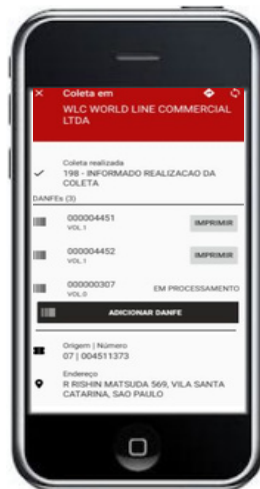 Coleta em
WLC WORLD LINE COMMERCIAL
LTDA
Coleta realizada
198 - INFORMADO REALIZACAO DA
COLETA
DANFEs (3)
000004451
VOL.1
IMPRIMIR
000004452
VOL.1
IMPRIMIR
000000307
VOL.0
EM PROCESSAMENTO
ADICIONAR DANFE
Origem | Número
07 | 004511373
Endereço
R RISHIN MATSUDA 569, VILA SANTA
CATARINA, SAO PAULO